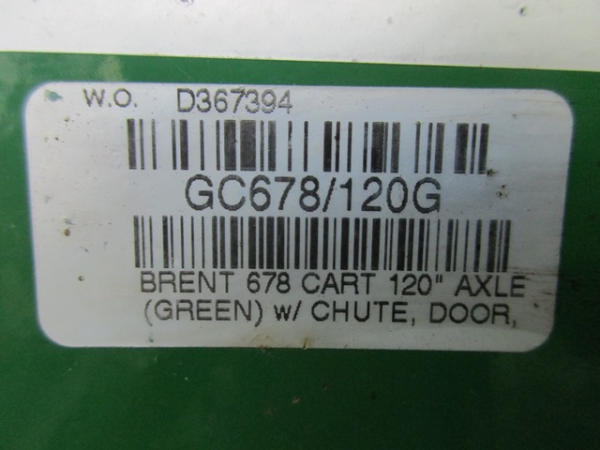 W.O. D367394
GC678/120G
BRENT 678 CART 120" AXLE
(GREEN) w/ CHUTE, DOOR,